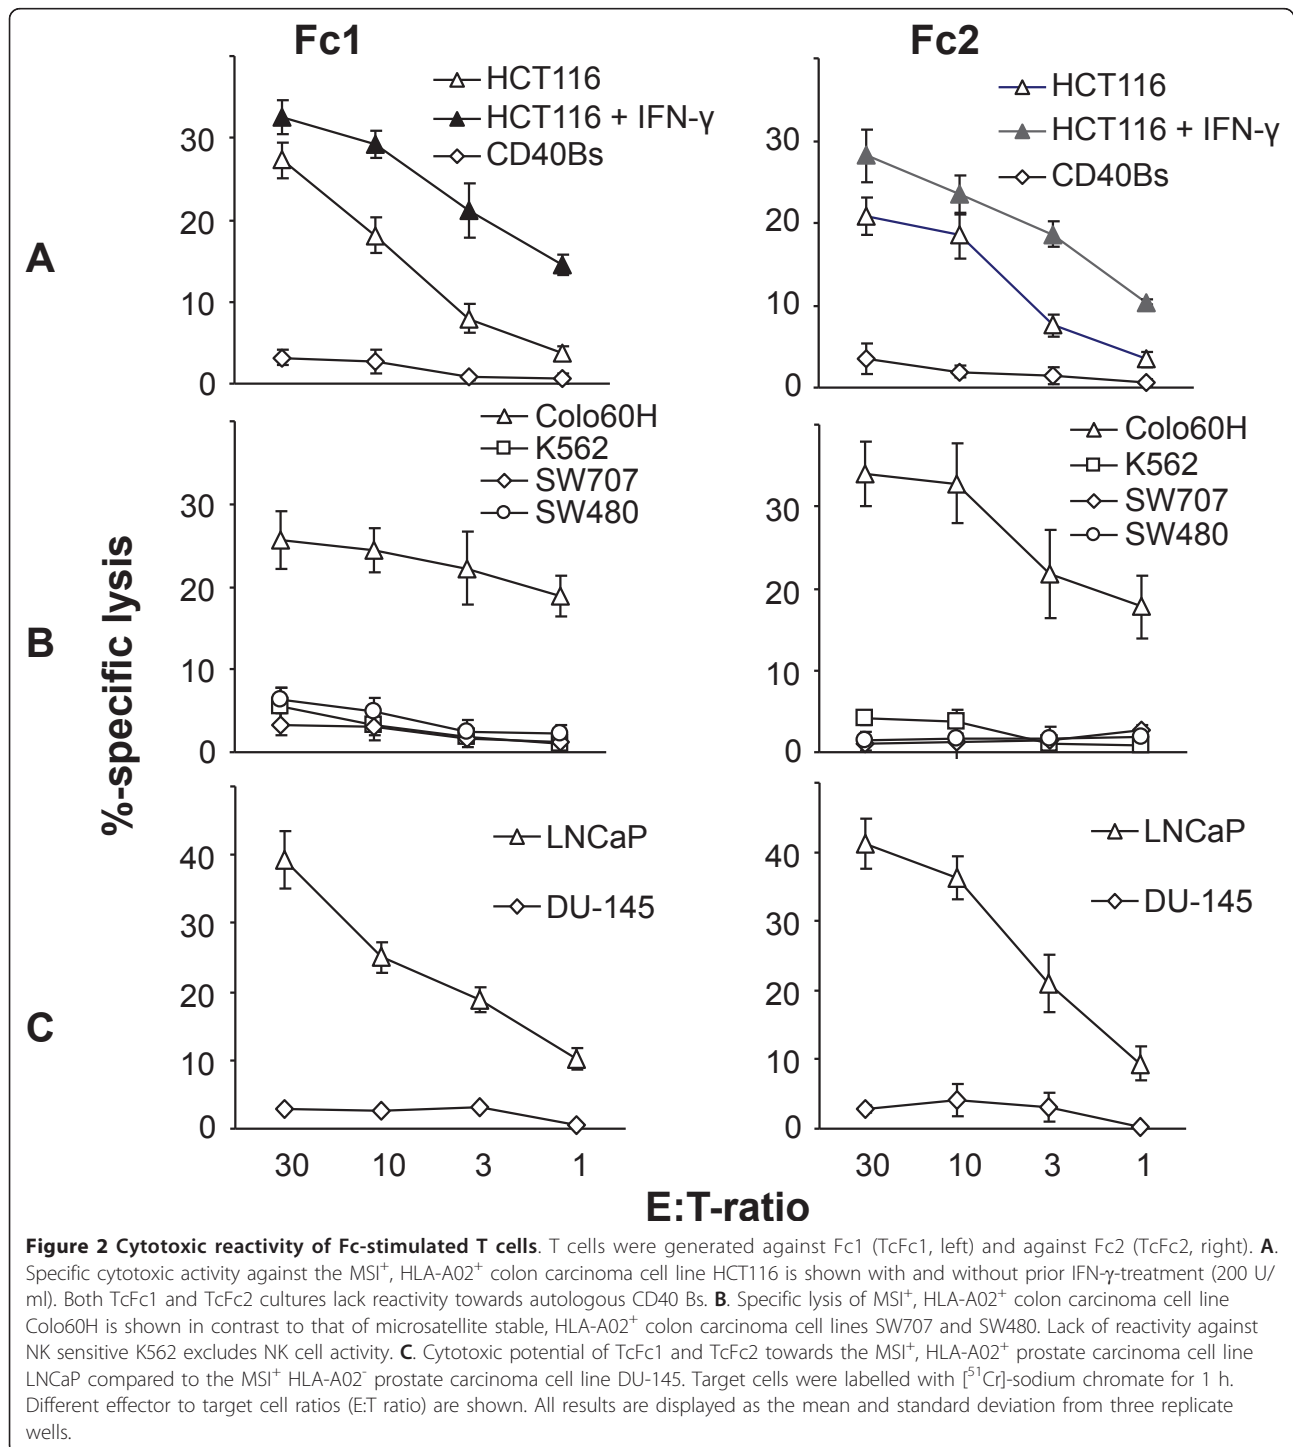 Fc1
Fc2
HCT116
HCT116 + IFN-γ
CD40Bs
HCT116
HCT116 + IFN-γ
CD40Bs
30
20
10
0
30
20
10
0
A
Colo60H
K562
SW707
SW480
Colo60H
K562
SW707
SW480
30
20
10
0
30
20
10
0
B
%-specific lysis
LNCaP
DU-145
LNCaP
DU-145
40
30
20
10
0
40
30
20
10
0
C
30 10 3 1
30 10 3 1
E:T-ratio
Figure 2 Cytotoxic reactivity of Fc-stimulated T cells. T cells were generated against Fc1 (TcFc1, left) and against Fc2 (TcFc2, right). A.
Specific cytotoxic activity against the MSI⁺, HLA-A02⁺ colon carcinoma cell line HCT116 is shown with and without prior IFN-γ-treatment (200 U/
ml). Both TcFc1 and TcFc2 cultures lack reactivity towards autologous CD40 Bs. B. Specific lysis of MSI⁺, HLA-A02⁺ colon carcinoma cell line
Colo60H is shown in contrast to that of microsatellite stable, HLA-A02⁺ colon carcinoma cell lines SW707 and SW480. Lack of reactivity against
NK sensitive K562 excludes NK cell activity. C. Cytotoxic potential of TcFc1 and TcFc2 towards the MSI⁺, HLA-A02⁺ prostate carcinoma cell line
LNCaP compared to the MSI⁺ HLA-A02⁻ prostate carcinoma cell line DU-145. Target cells were labelled with [⁵¹Cr]-sodium chromate for 1 h.
Different effector to target cell ratios (E:T ratio) are shown. All results are displayed as the mean and standard deviation from three replicate
wells.